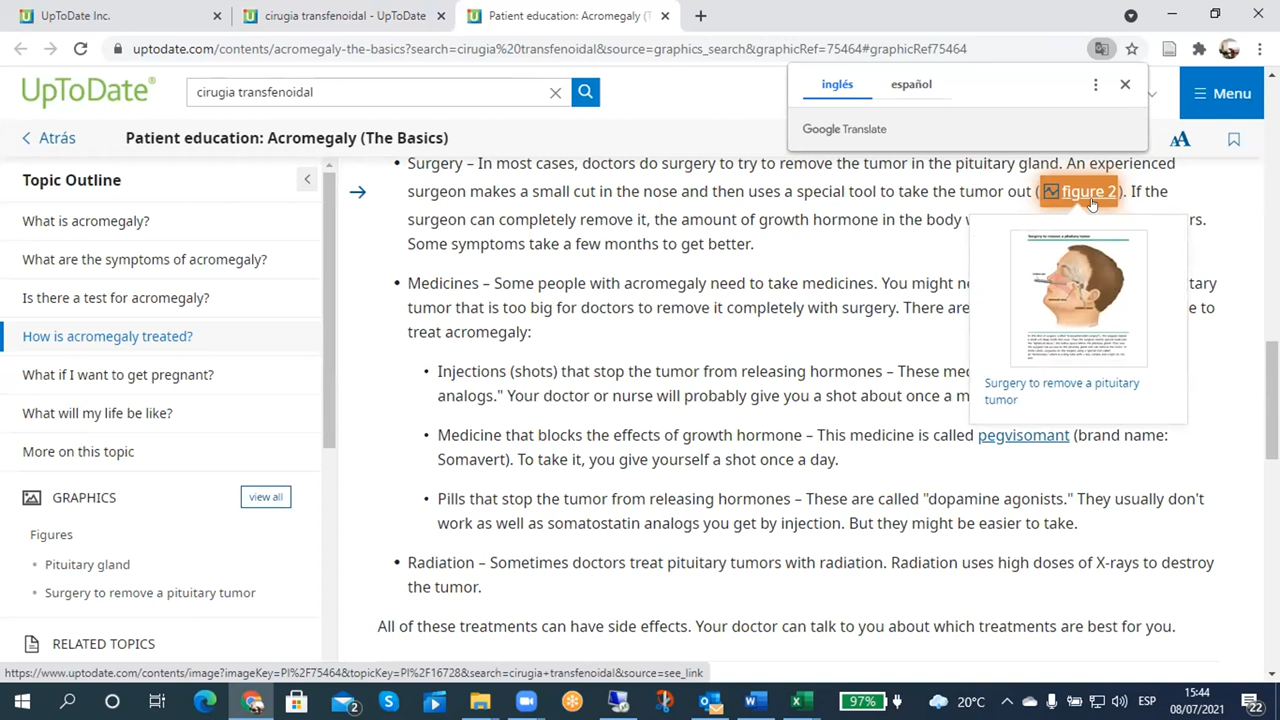 UpToDate Inc.
cirugia transfenoidal - UpToDate
Patient education: Acromegaly (T
uptodate.com/contents/acromegaly-the-basics?search=cirugia%20transfenoidal&source=graphics_search&graphicRef=75464#graphicRef75464
UpToDate®
cirugia transfenoidal
inglés
español
Google Translate
Menu
Atrás
Patient education: Acromegaly (The Basics)
AA
Topic Outline
What is acromegaly?
What are the symptoms of acromegaly?
Is there a test for acromegaly?
How is acromegaly treated?
What if I want to get pregnant?
What will my life be like?
More on this topic
GRAPHICS
view all
Figures
• Pituitary gland
• Surgery to remove a pituitary tumor
RELATED TOPICS
• Surgery – In most cases, doctors do surgery to try to remove the tumor in the pituitary gland. An experienced
surgeon makes a small cut in the nose and then uses a special tool to take the tumor out (figure 2). If the
surgeon can completely remove it, the amount of growth hormone in the body rs.
Some symptoms take a few months to get better.
• Medicines – Some people with acromegaly need to take medicines. You might n tary
tumor that is too big for doctors to remove it completely with surgery. There are e to
treat acromegaly:
• Injections (shots) that stop the tumor from releasing hormones – These med
analogs." Your doctor or nurse will probably give you a shot about once a m
• Medicine that blocks the effects of growth hormone – This medicine is called pegvisomant (brand name:
Somavert). To take it, you give yourself a shot once a day.
• Pills that stop the tumor from releasing hormones – These are called "dopamine agonists." They usually don't
work as well as somatostatin analogs you get by injection. But they might be easier to take.
• Radiation – Sometimes doctors treat pituitary tumors with radiation. Radiation uses high doses of X-rays to destroy
the tumor.
All of these treatments can have side effects. Your doctor can talk to you about which treatments are best for you.
Surgery to remove a pituitary tumor
Surgery to remove a pituitary
tumor
https://www.uptodate.com/contents/image?imageKey=PI%2F75464&topicKey=PI%2F16728&search=cirugia+transfenoidal&source=see_link
2
97%
20°C
ESP
15:44
08/07/2021
22